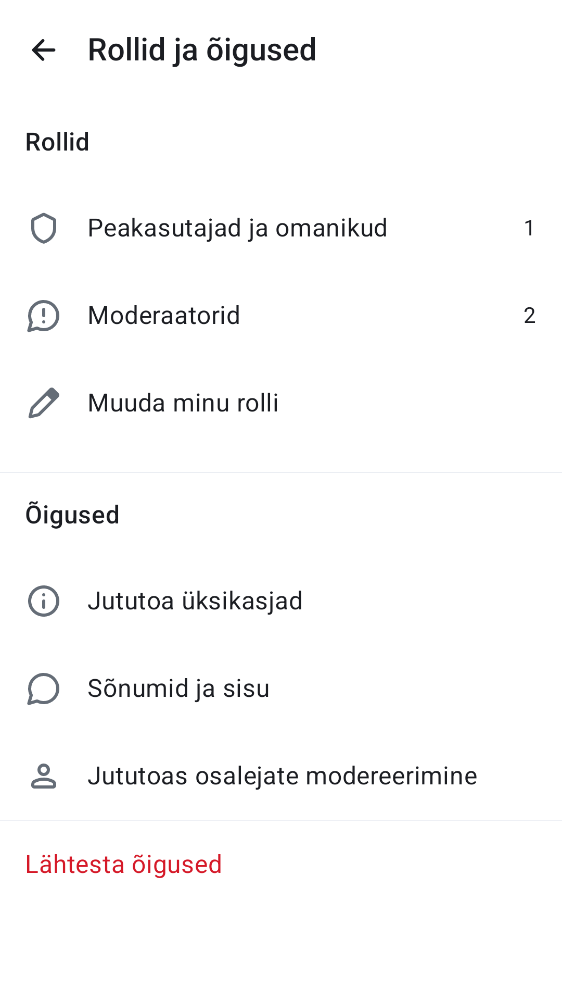 Rollid ja õigused
Rollid
Peakasutajad ja omanikud 1
Moderaatorid 2
Muuda minu rolli
Õigused
Jututoa üksikasjad
Sõnumid ja sisu
Jututoas osalejate modereerimine
Lähtesta õigused